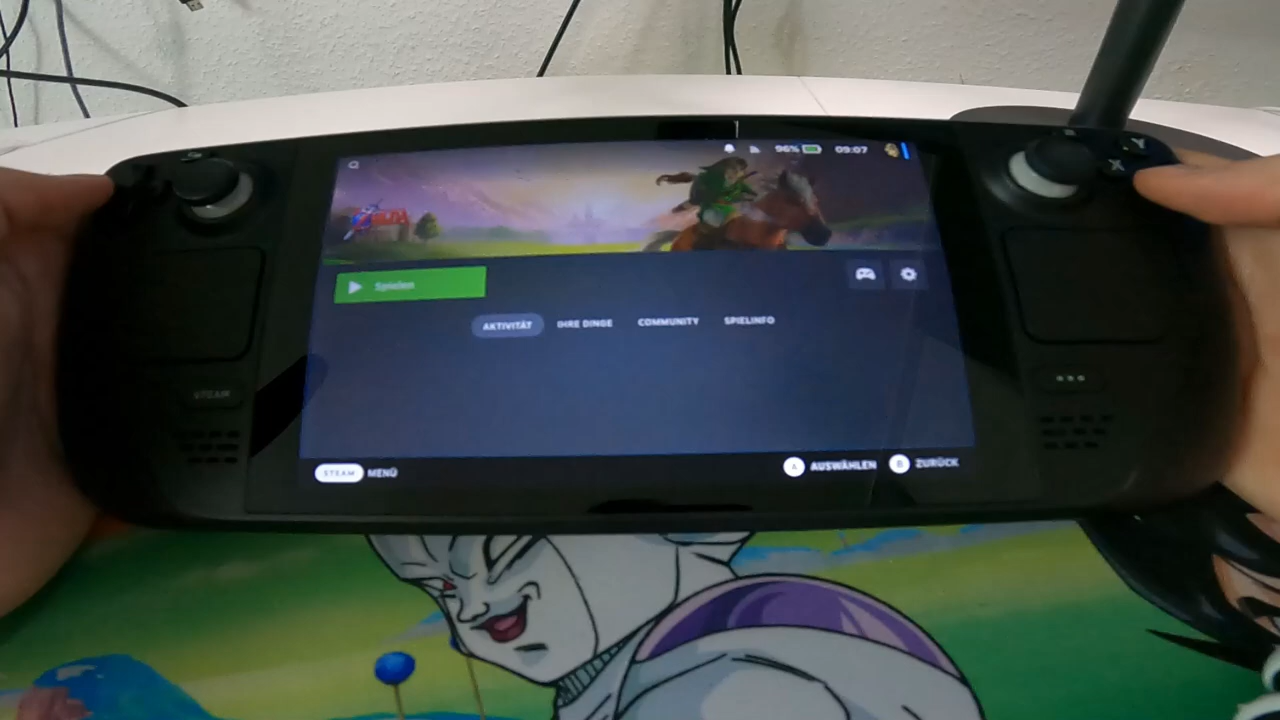 96% 09:07
Y
X
Spielen
AKTIVITÄT IHRE DINGE COMMUNITY SPIELINFO
STEAM
STEAM MENÜ
A AUSWÄHLEN B ZURÜCK